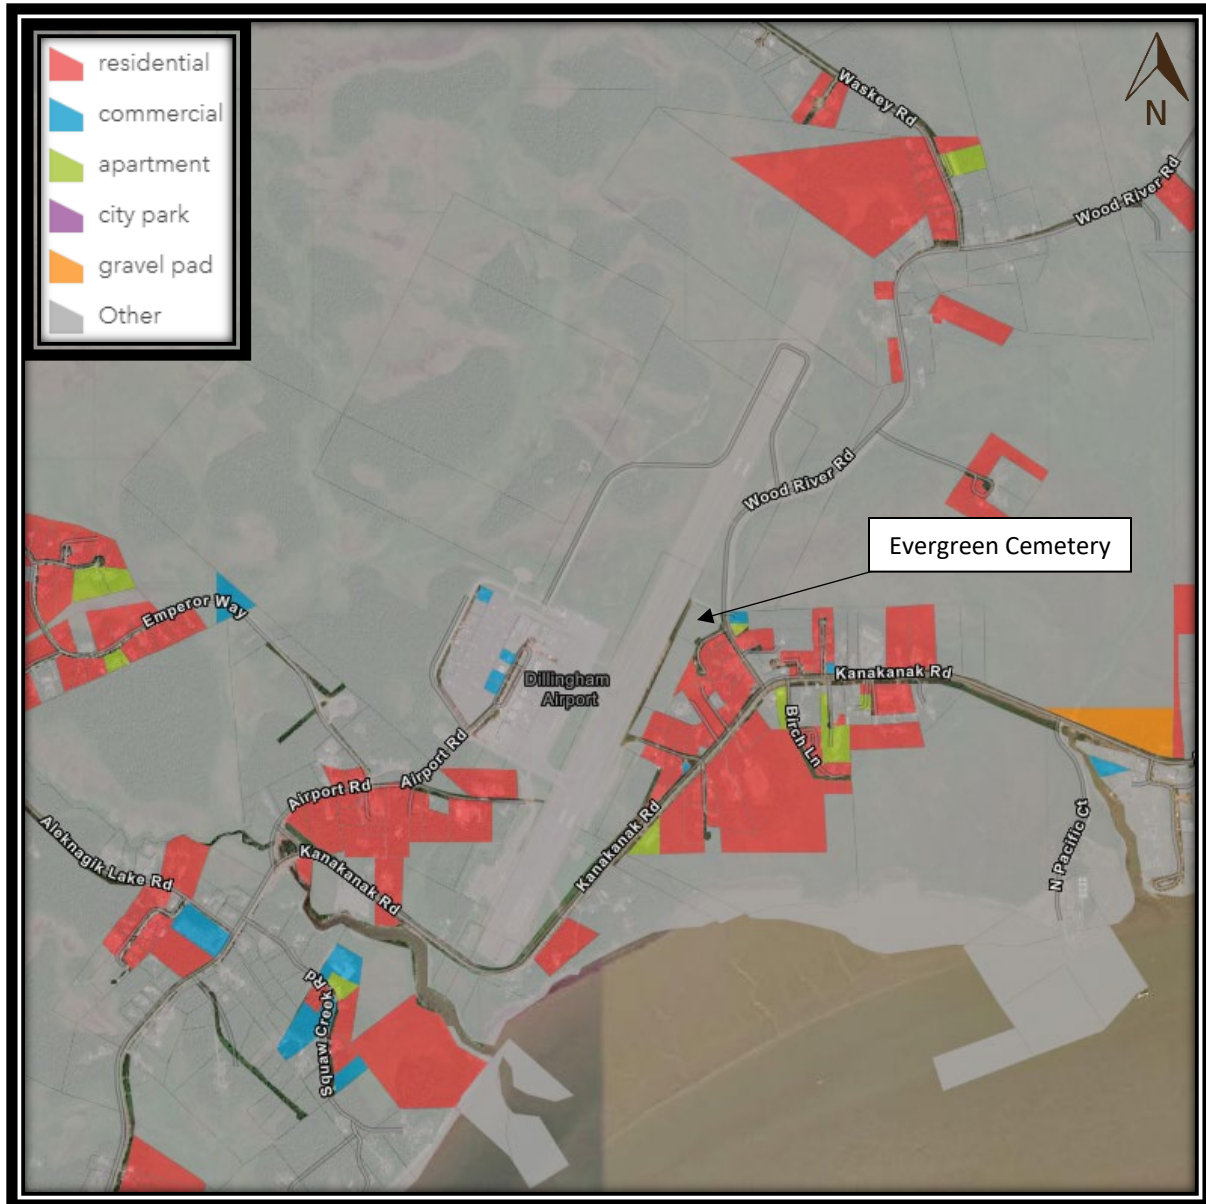 residential
commercial
apartment
city park
gravel pad
Other
N
Waskey Rd
Wood River Rd
Wood River Rd
Evergreen Cemetery
Emperor Way
Dillingham
Airport
Kanakanak Rd
Birch Ln
Airport Rd
Airport Rd
Kanakanak Rd
N Pacific Ct
Aleknagik Lake Rd
Kanakanak Rd
Squaw Creek Rd